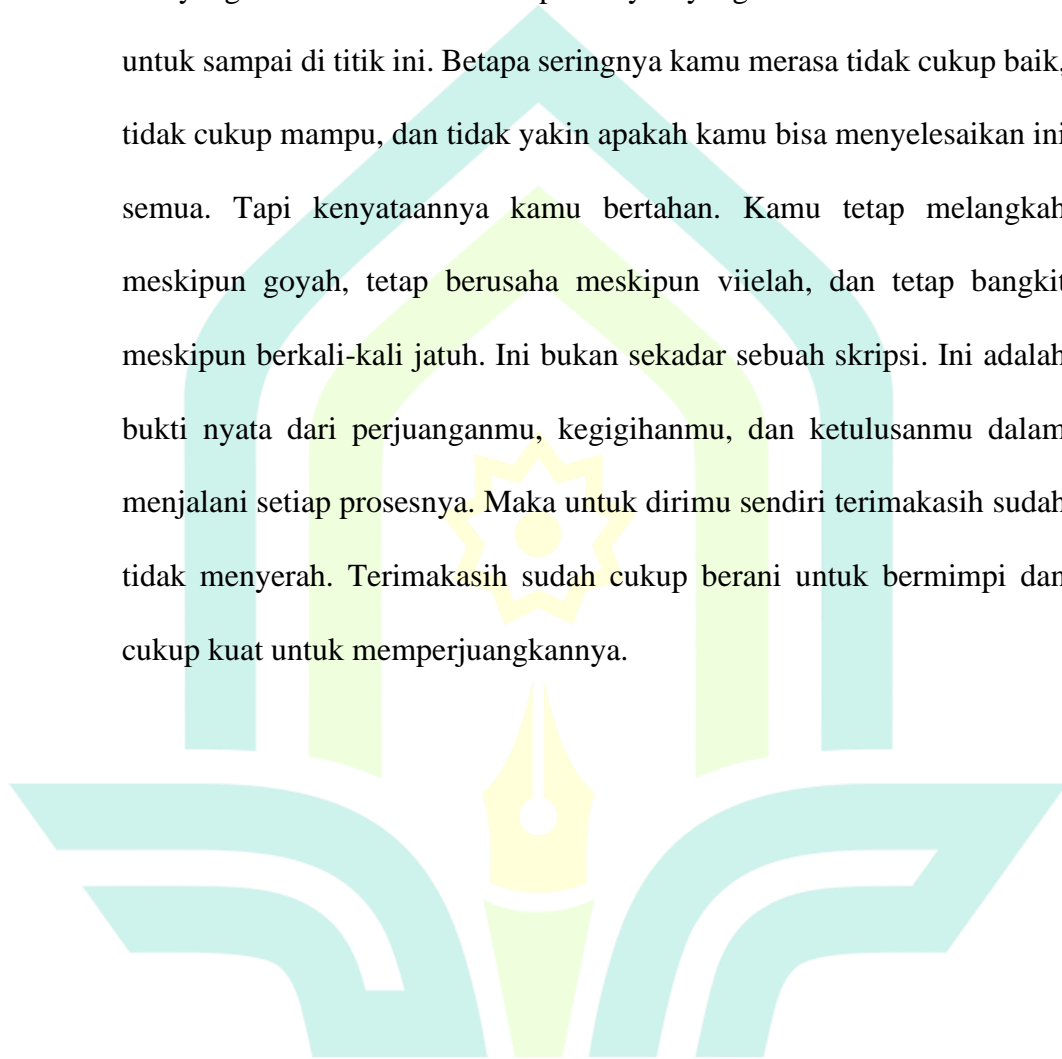 untuk sampai di titik ini. Betapa seringnya kamu merasa tidak cukup baik,
tidak cukup mampu, dan tidak yakin apakah kamu bisa menyelesaikan ini
semua. Tapi kenyataannya kamu bertahan. Kamu tetap melangkah
meskipun goyah, tetap berusaha meskipun viielah, dan tetap bangkit
meskipun berkali-kali jatuh. Ini bukan sekadar sebuah skripsi. Ini adalah
bukti nyata dari perjuanganmu, kegigihanmu, dan ketulusanmu dalam
menjalani setiap prosesnya. Maka untuk dirimu sendiri terimakasih sudah
tidak menyerah. Terimakasih sudah cukup berani untuk bermimpi dan
cukup kuat untuk memperjuangkannya.